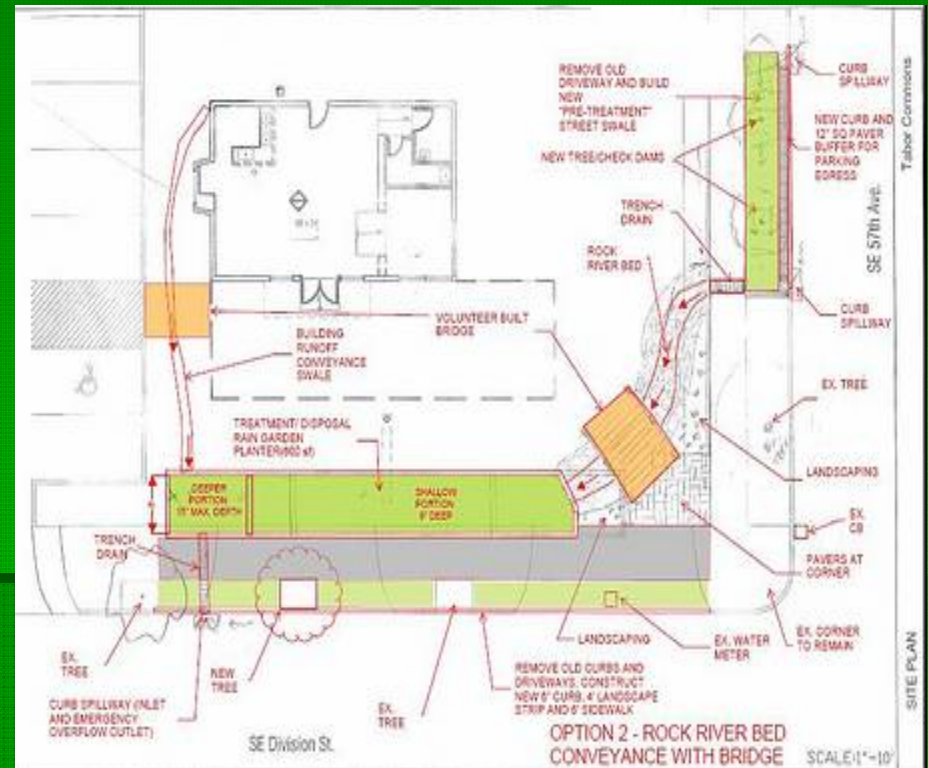 REMOVE OLD
DRIVEWAY AND BUILD
NEW
"PRE-TREATMENT"
STREET SWALE
NEW TREE/CHECK DAMS
TRENCH
DRAIN
ROCK
RIVER BED
CURB
SPILLWAY
NEW CURB AND
12" SQ PAVER
BUFFER FOR
PARKING
EGRESS
SE 57th Ave.
Tabor Commons
CURB
SPILLWAY
VOLUNTEER BUILT
BRIDGE
BUILDING
RUNOFF
CONVEYANCE
SWALE
EX. TREE
TREATMENT/ DISPOSAL
RAIN GARDEN
PLANTER
LANDSCAPING
DEEPER
PORTION
MAX. DEPTH
SHALLOW
PORTION
DEEP
EX.
CB
TRENCH
DRAIN
PAVERS AT
CORNER
LANDSCAPING
EX. WATER
METER
EX. CORNER
TO REMAIN
EX.
TREE
NEW
TREE
EX.
TREE
REMOVE OLD CURBS AND
DRIVEWAYS, CONSTRUCT
NEW 6" CURB, 4' LANDSCAPE
STRIP AND 6' SIDEWALK
CURB SPILLWAY (INLET
AND EMERGENCY
OVERFLOW OUTLET)
SE Division St.
OPTION 2 - ROCK RIVER BED
CONVEYANCE WITH BRIDGE
SCALE:1"=10'
SITE PLAN